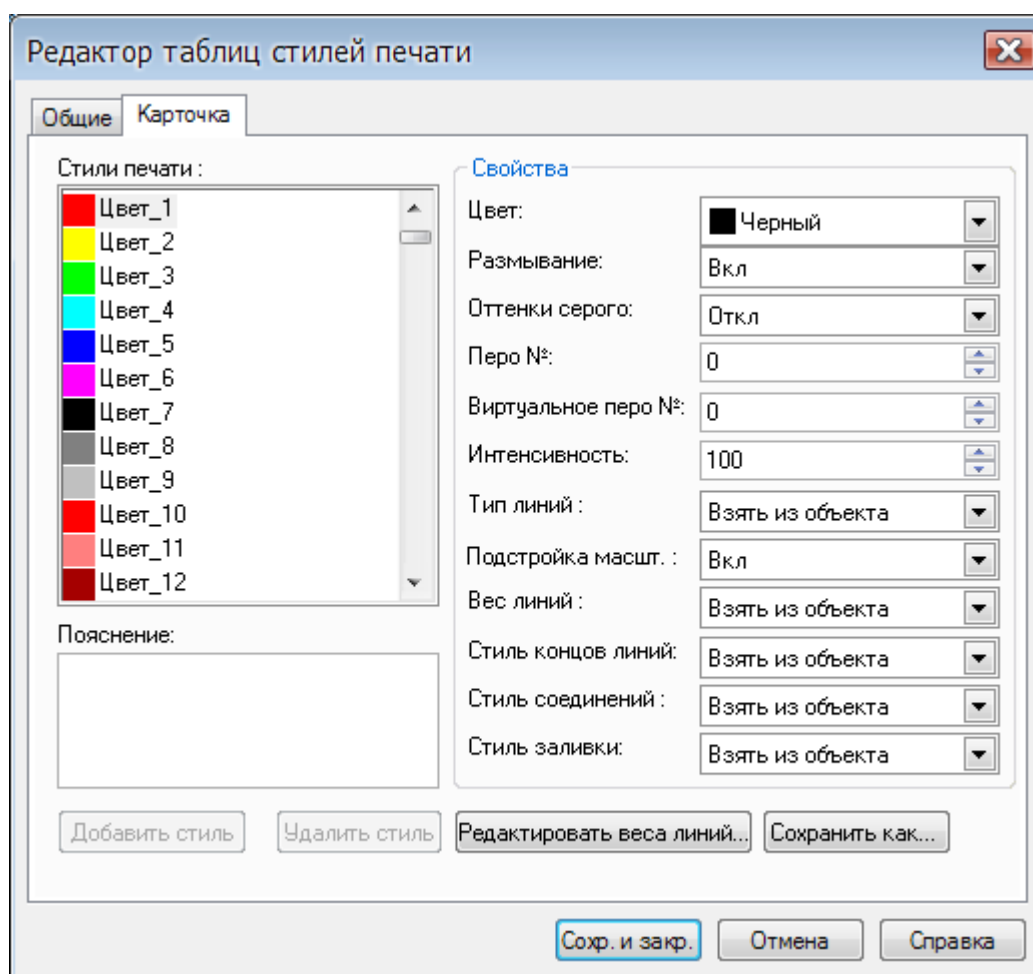 Редактор таблиц стилей печати
Общие
Карточка
Стили печати :
Цвет_1
Цвет_2
Цвет_3
Цвет_4
Цвет_5
Цвет_6
Цвет_7
Цвет_8
Цвет_9
Цвет_10
Цвет_11
Цвет_12
Пояснение:
Добавить стиль
Удалить стиль
Свойства
Цвет: Черный
Размывание: Вкл
Оттенки серого: Откл
Перо №: 0
Виртуальное перо №: 0
Интенсивность: 100
Тип линий : Взять из объекта
Подстройка масшт. : Вкл
Вес линий : Взять из объекта
Стиль концов линий: Взять из объекта
Стиль соединений : Взять из объекта
Стиль заливки: Взять из объекта
Редактировать веса линий...
Сохранить как...
Сохр. и закр.
Отмена
Справка